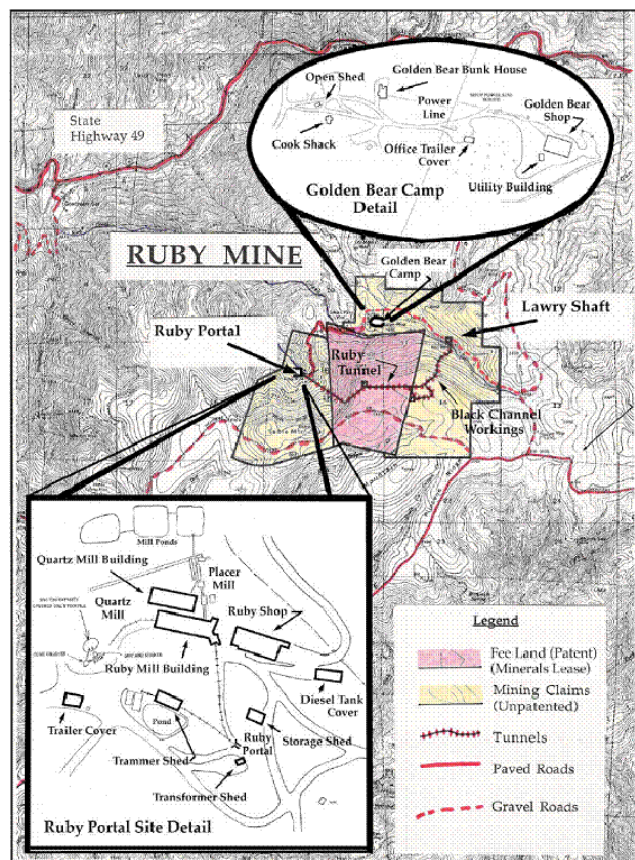 State
Highway 49
Open Shed
Golden Bear Bunk House
Power
Line
Golden Bear
Shop
Cook Shack
Office Trailer
Cover
Utility Building
Golden Bear Camp
Detail
RUBY MINE
Golden Bear
Camp
Lawry Shaft
Ruby Portal
Ruby
Tunnel
Black Channel
Workings
Mill Ponds
Quartz Mill Building
Placer
Mill
Quartz
Mill
Ruby Shop
Ruby Mill Building
Diesel Tank
Cover
Trailer Cover
Pond
Ruby
Portal
Storage Shed
Trammer Shed
Transformer Shed
Ruby Portal Site Detail
Legend
Fee Land (Patent)
(Minerals Lease)
Mining Claims
(Unpatented)
Tunnels
Paved Roads
Gravel Roads